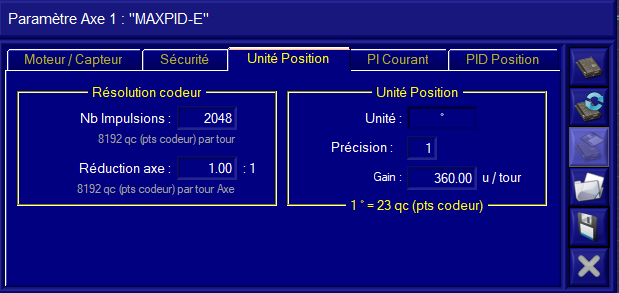 Paramètre Axe 1 : "MAXPID-E"
Moteur / Capteur
Sécurité
Unité Position
PI Courant
PID Position
Résolution codeur
Nb Impulsions : 2048
8192 qc (pts codeur) par tour
Réduction axe : 1.00 : 1
8192 qc (pts codeur) par tour Axe
Unité Position
Unité : °
Précision : 1
Gain : 360.00 u / tour
1 ° = 23 qc (pts codeur)